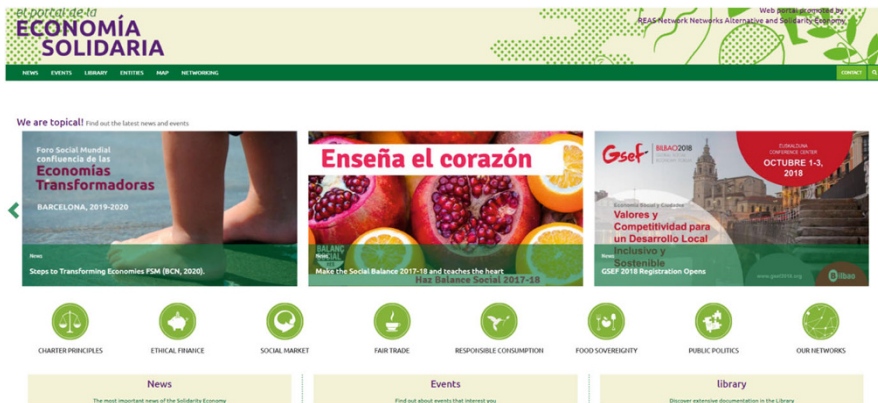 el portal de la
ECONOMÍA
SOLIDARIA
Web portal promoted by
REAS Network Networks Alternative and Solidarity Economy
NEWS EVENTS LIBRARY ENTITIES MAP NETWORKING
CONTACT
We are topical! Find out the latest news and events
Foro Social Mundial
confluencia de las
Economías
Transformadoras
BARCELONA, 2019-2020
News
Steps to Transforming Economies FSM (BCN, 2020).
Enseña el corazón
BALANC
News
Make the Social Balance 2017-18 and teaches the heart
Haz Balance Social 2017-18
Gsef BILBAO2018
EUSKALDUNA
CONFERENCE CENTER
OCTUBRE 1-3,
2018
Valores y
Competitividad para
un Desarrollo Local
Inclusivo y
Sostenible
News
GSEF 2018 Registration Opens
www.gsef2018.org
Bilbao
CHARTER PRINCIPLES
ETHICAL FINANCE
SOCIAL MARKET
FAIR TRADE
RESPONSIBLE CONSUMPTION
FOOD SOVEREIGNTY
PUBLIC POLITICS
OUR NETWORKS
News
The most important news of the Solidarity Economy
Events
Find out about events that interest you
library
Discover extensive documentation in the Library